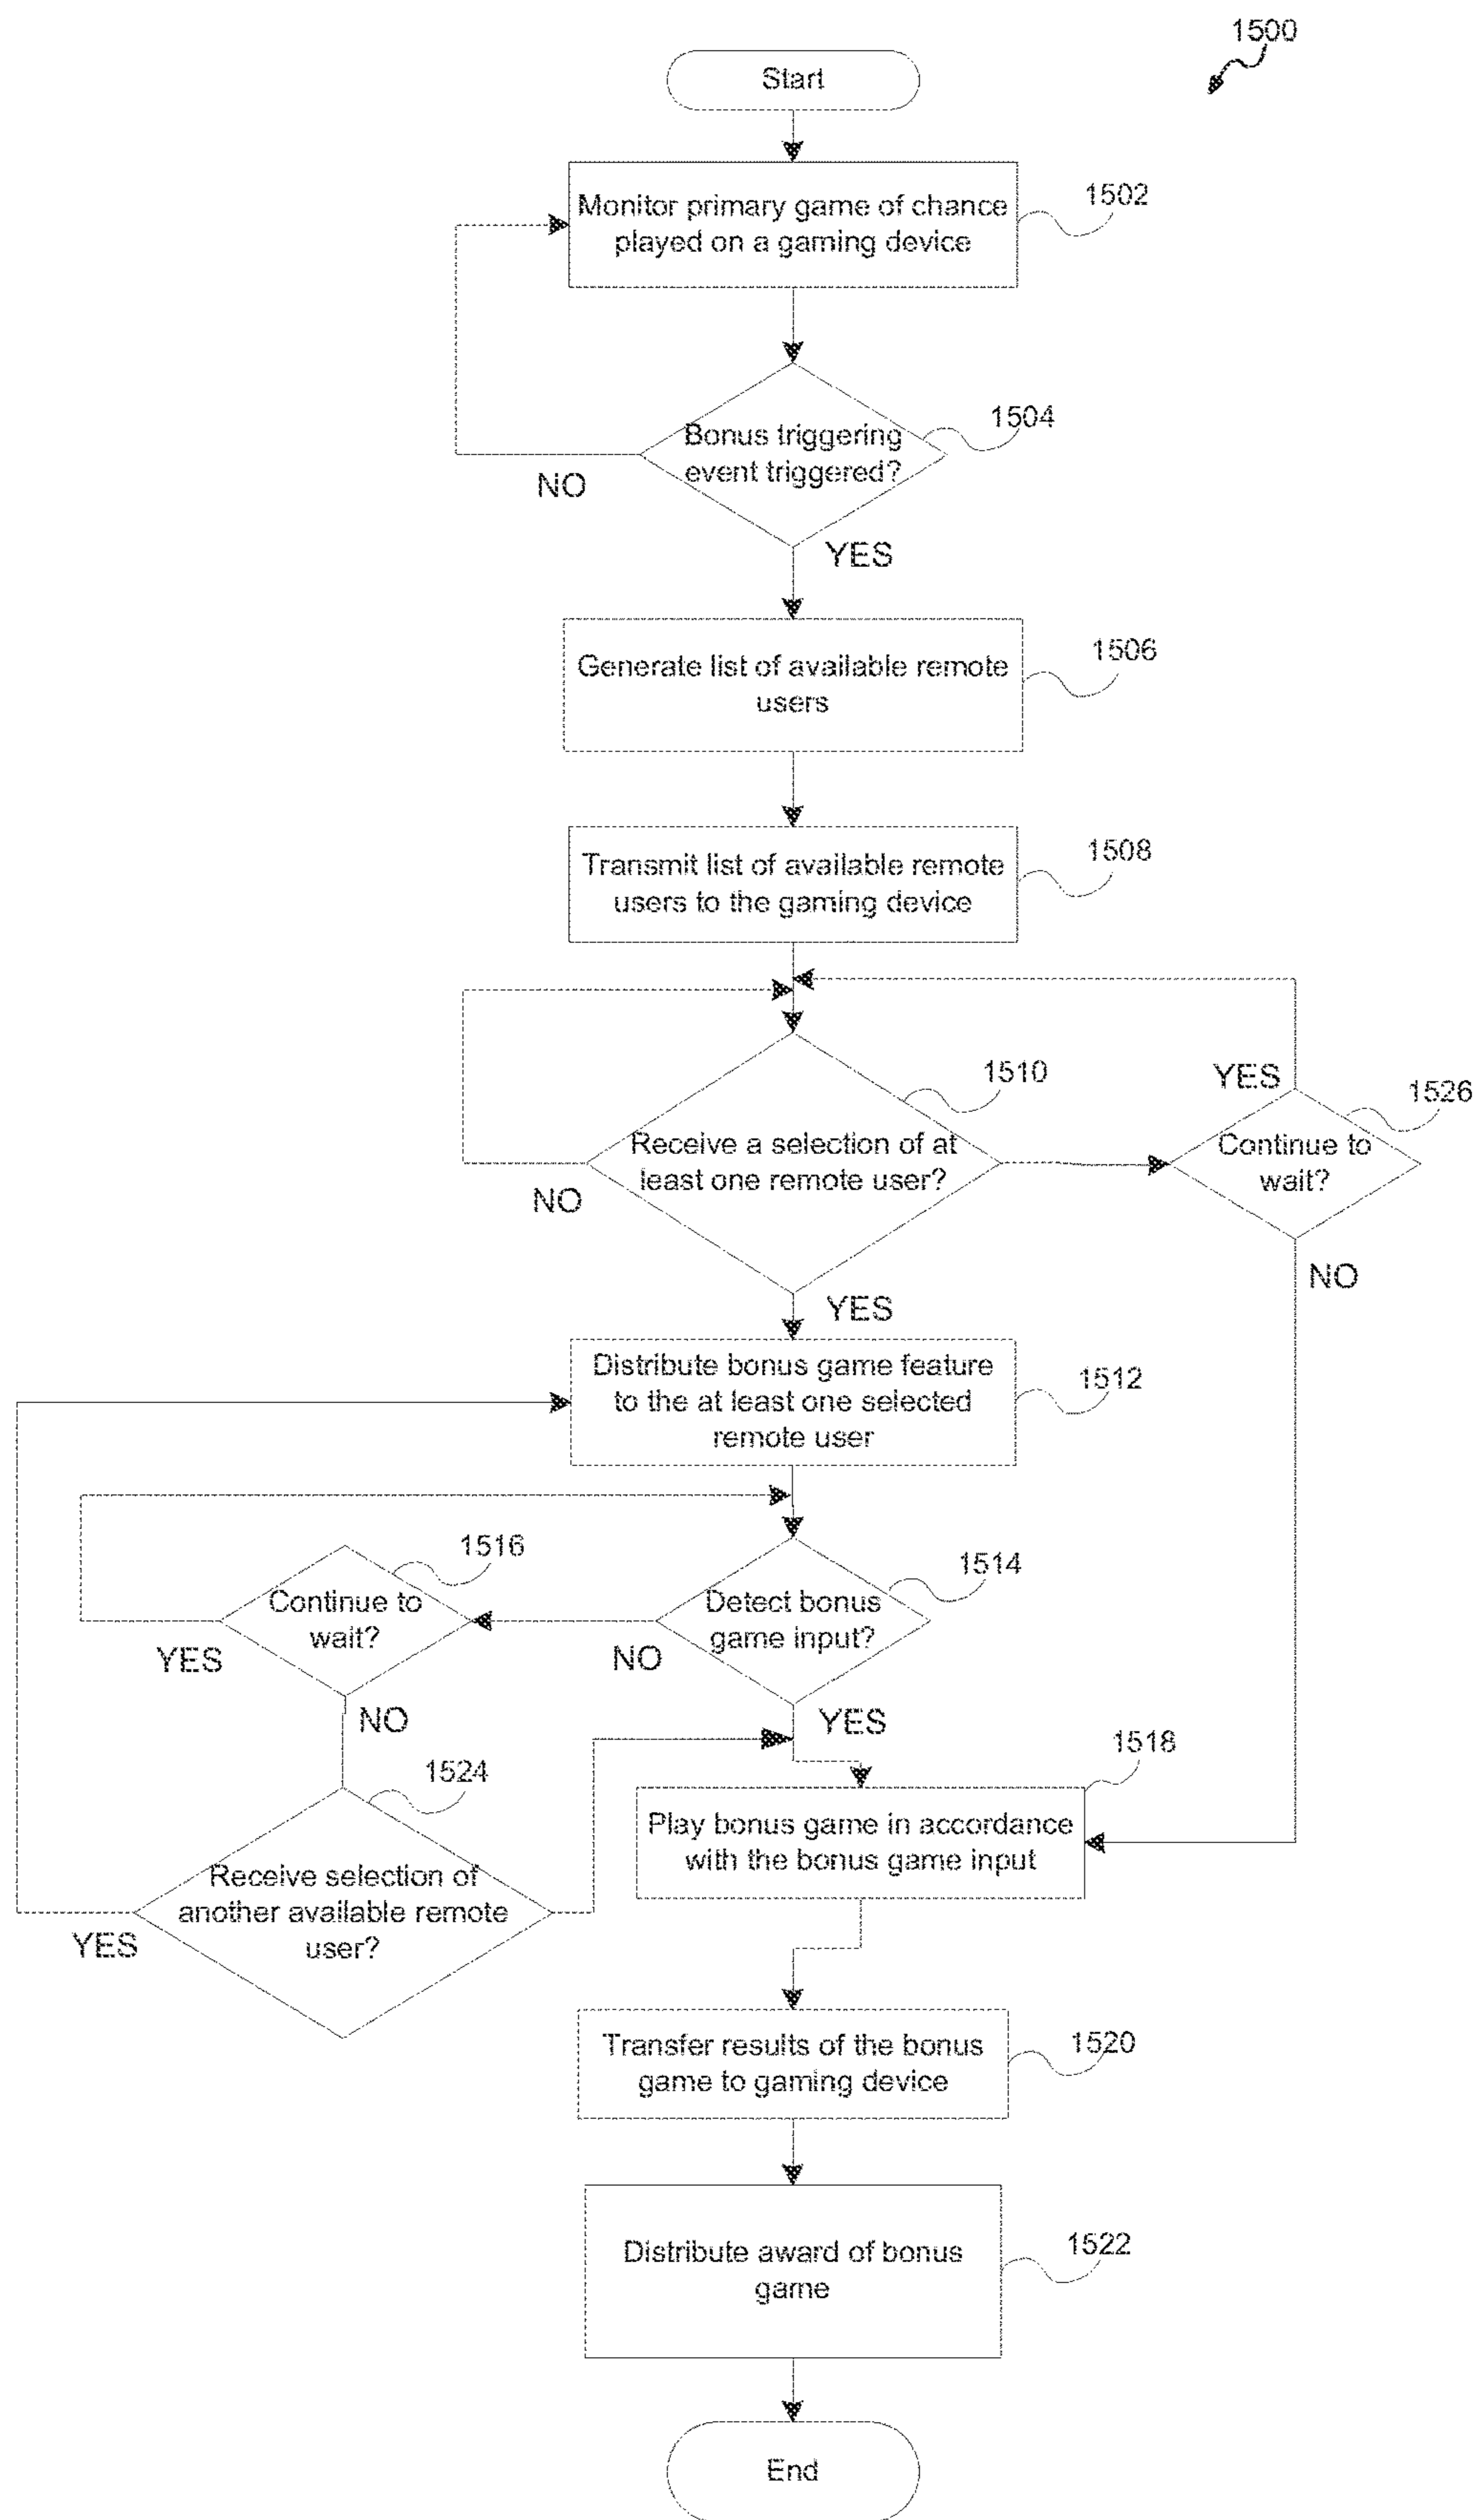 1500
Start
Monitor primary game of chance
played on a gaming device
1502
Bonus triggering
event triggered?
1504
NO
YES
Generate list of available remote
users
1506
Transmit list of available remote
users to the gaming device
1508
Receive a selection of at
least one remote user?
1510
NO
YES
Continue to
wait?
1526
YES
NO
Distribute bonus game feature
to the at least one selected
remote user
1512
Detect bonus
game input?
1514
NO
YES
Continue to
wait?
1516
YES
NO
Receive selection of
another available remote
user?
1524
YES
Play bonus game in accordance
with the bonus game input
1518
Transfer results of the bonus
game to gaming device
1520
Distribute award of bonus
game
1522
End